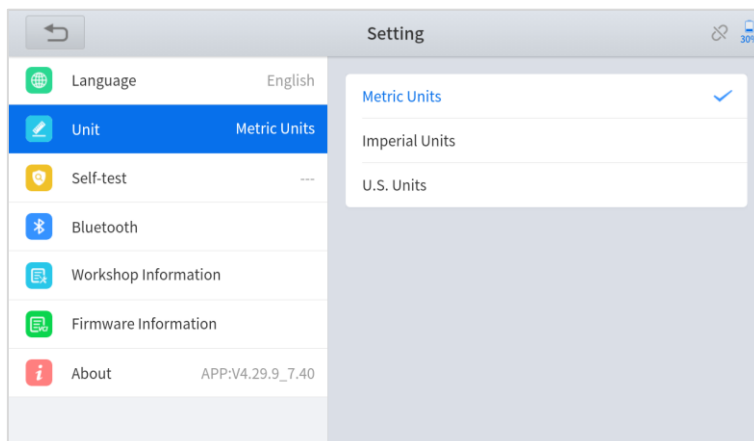 Setting
30%
Language English
Unit Metric Units
Self-test ---
Bluetooth
Workshop Information
Firmware Information
About APP:V4.29.9_7.40
Metric Units
Imperial Units
U.S. Units